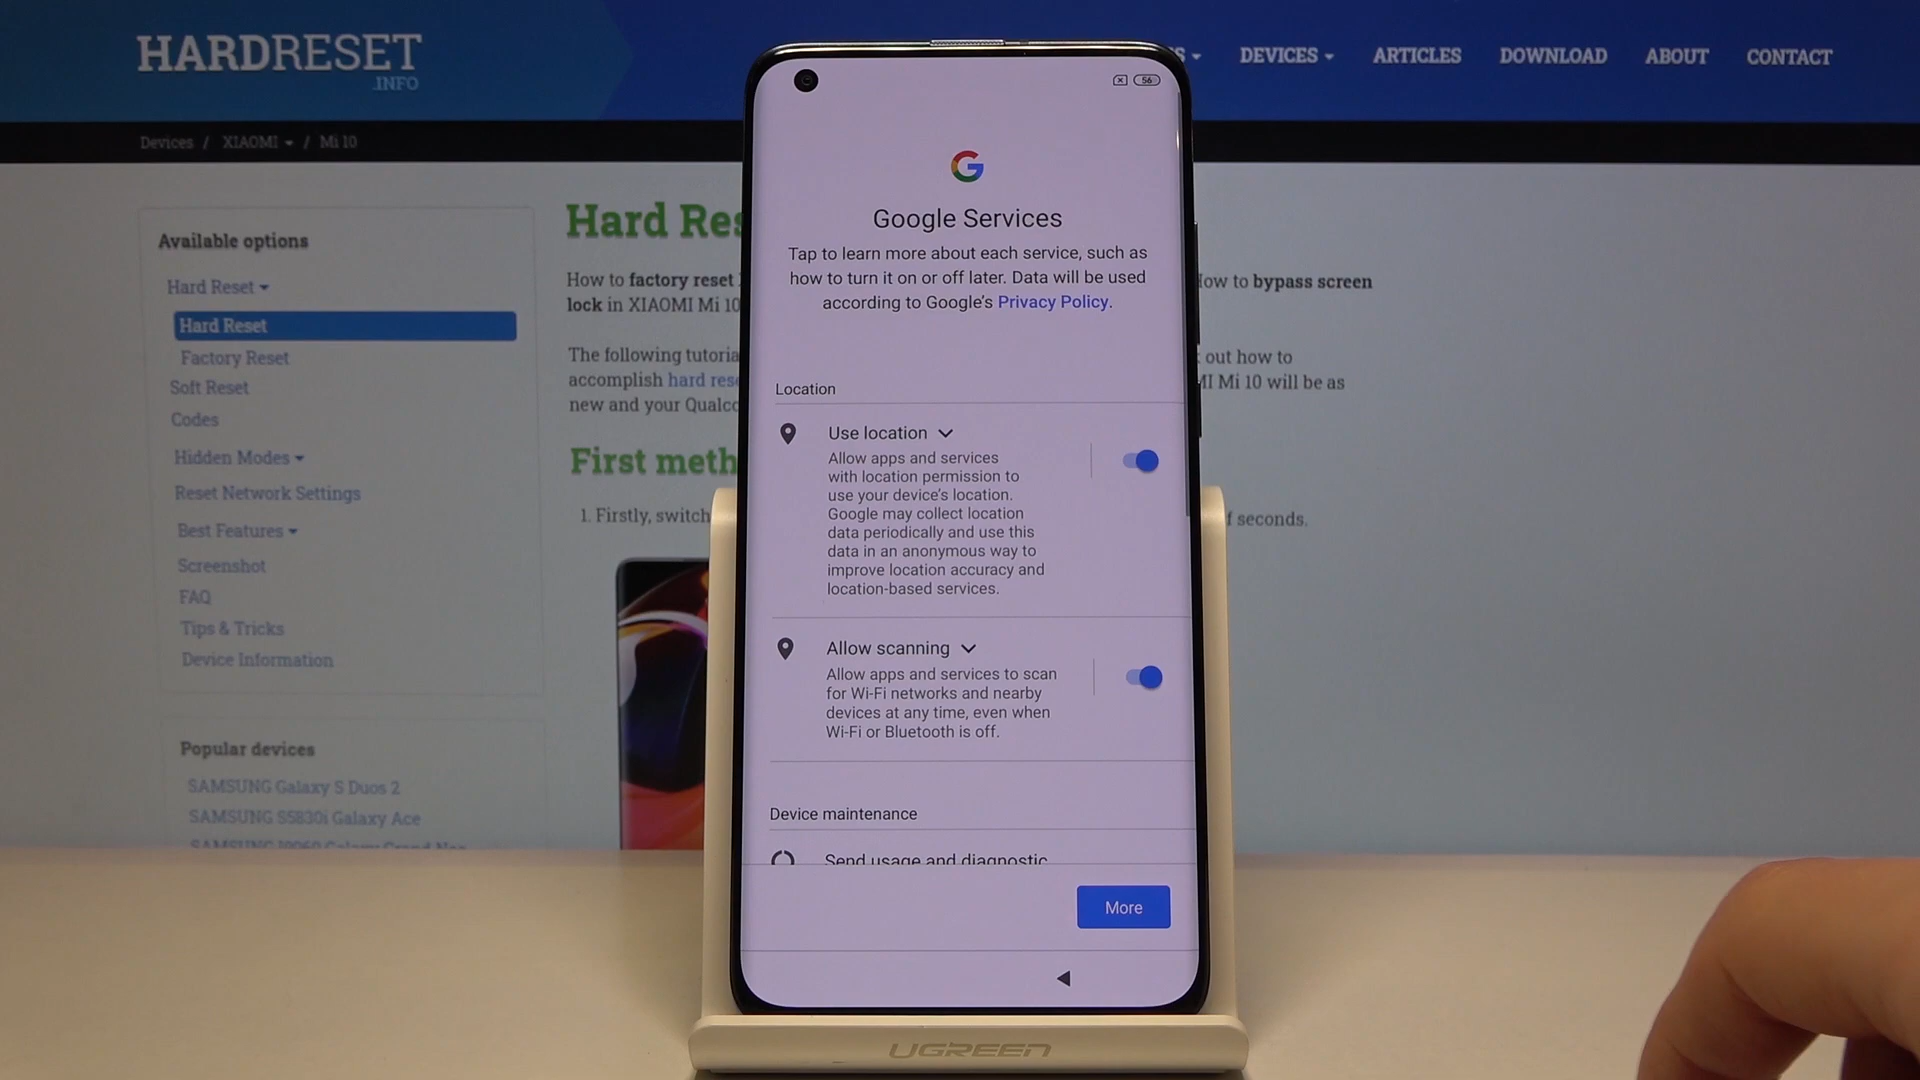 HARDRESET
.INFO
DEVICES
ARTICLES
DOWNLOAD
ABOUT
CONTACT
Devices / XIAOMI / Mi 10
Available options
Hard Reset
Hard Reset
Factory Reset
Soft Reset
Codes
Hidden Modes
Reset Network Settings
Best Features
Screenshot
FAQ
Tips & Tricks
Device Information
Popular devices
SAMSUNG Galaxy S Duos 2
SAMSUNG S5830i Galaxy Ace
Hard Res
How to factory reset
lock in XIAOMI Mi 10
How to bypass screen
The following tutoria
accomplish hard res
new and your Qualco
out how to
MI Mi 10 will be as
First meth
1. Firstly, switch
f seconds.
56
G
Google Services
Tap to learn more about each service, such as
how to turn it on or off later. Data will be used
according to Google's Privacy Policy.
Location
Use location
Allow apps and services
with location permission to
use your device's location.
Google may collect location
data periodically and use this
data in an anonymous way to
improve location accuracy and
location-based services.
Allow scanning
Allow apps and services to scan
for Wi-Fi networks and nearby
devices at any time, even when
Wi-Fi or Bluetooth is off.
Device maintenance
Send usage and diagnostic
More
UGREEN